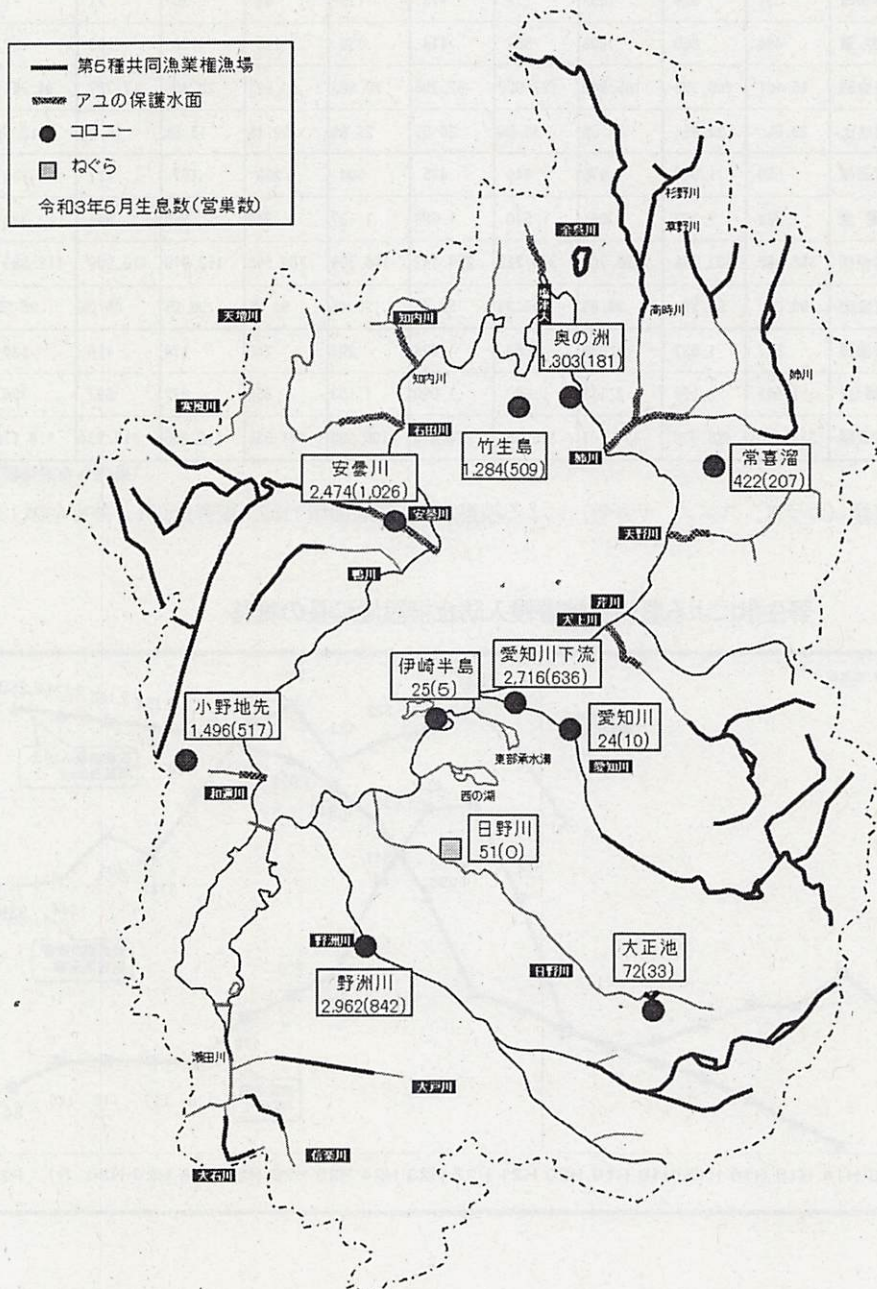 第5種共同漁業権漁場
アユの保護水面
コロニー
ねぐら
令和3年5月生息数(営巣数)
杉野川
余呉川
草野川
天増川
知内川
大浦川
高時川
奥の洲
1.303(181)
知内川
姉川
寒風川
石田川
竹生島
1.284(509)
姉川
常喜溜
422(207)
安曇川
2.474(1,026)
安曇川
天野川
鴨川
芹川
犬上川
伊崎半島
25(5)
愛知川下流
2,716(636)
小野地先
1.496(517)
愛知川
24(10)
東部承水溝
愛知川
西の湖
和邇川
日野川
51(0)
野洲川
日野川
大正池
72(33)
野洲川
2.962(842)
瀬田川
大戸川
信楽川
大石川